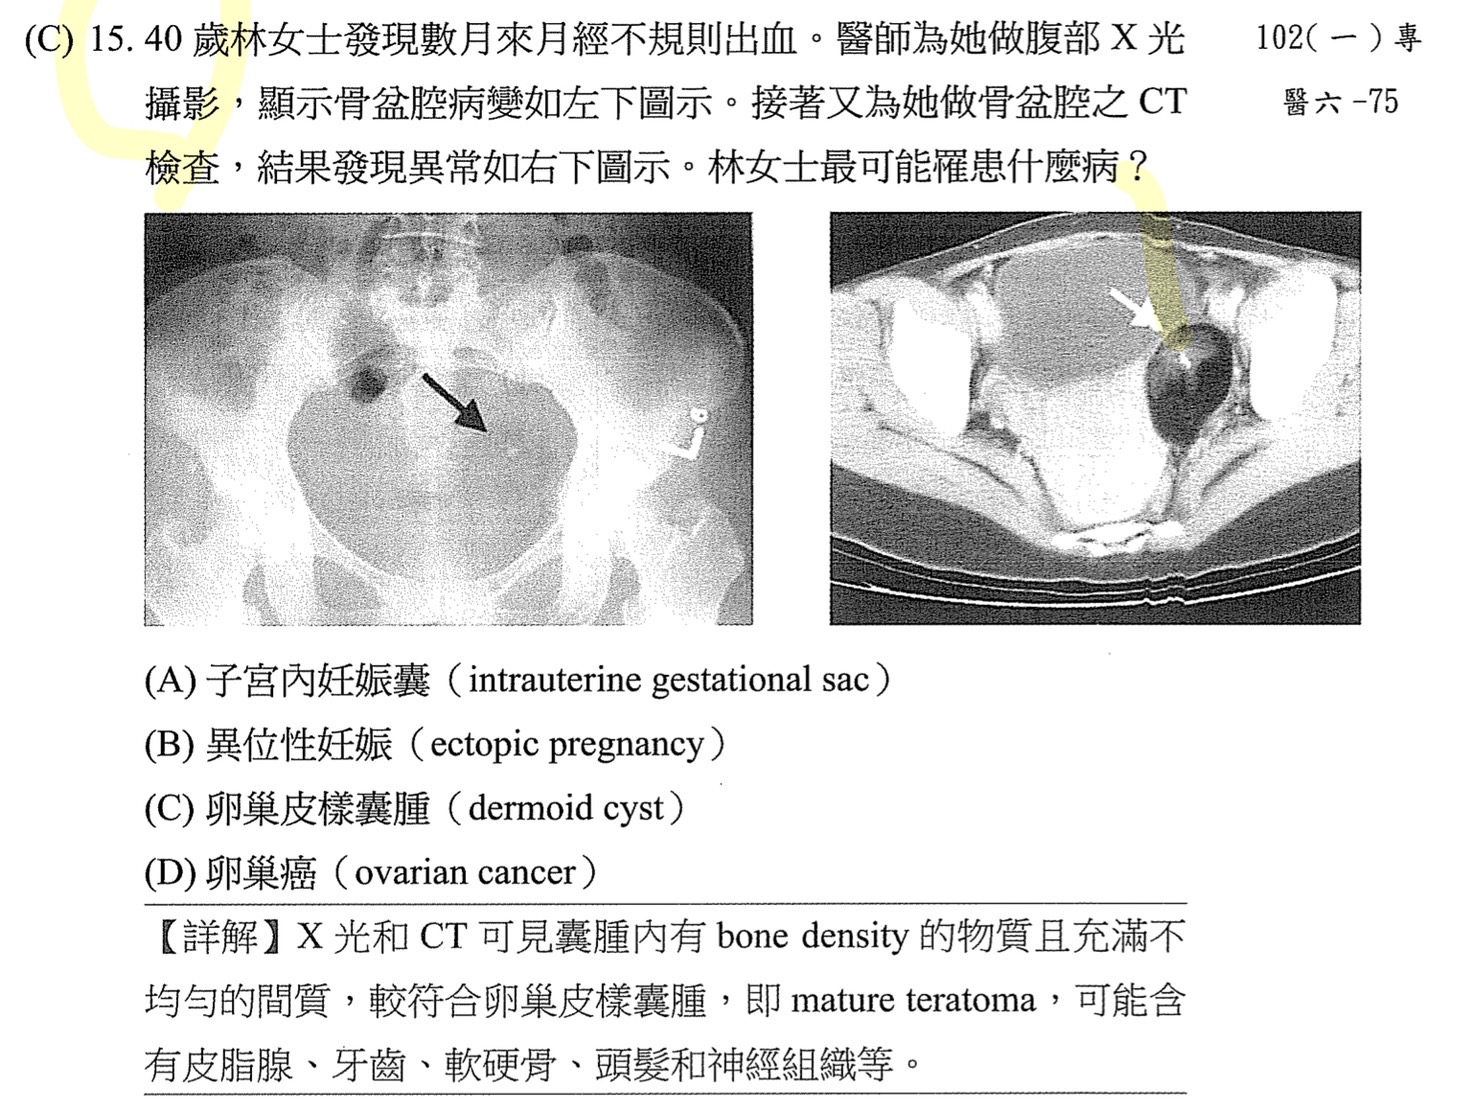 (C) 15. 40 歲林女士發現數月來月經不規則出血。醫師為她做腹部 X 光 102(一)專
攝影,顯示骨盆腔病變如左下圖示。接著又為她做骨盆腔之 CT 醫六 -75
檢查,結果發現異常如右下圖示。林女士最可能罹患什麼病?
L
(A) 子宮內妊娠囊(intrauterine gestational sac)
(B) 異位性妊娠(ectopic pregnancy)
(C) 卵巢皮樣囊腫(dermoid cyst)
(D) 卵巢癌(ovarian cancer)
【詳解】X 光和 CT 可見囊腫內有 bone density 的物質且充滿不
均勻的間質,較符合卵巢皮樣囊腫,即 mature teratoma,可能含
有皮脂腺、牙齒、軟硬骨、頭髮和神經組織等。